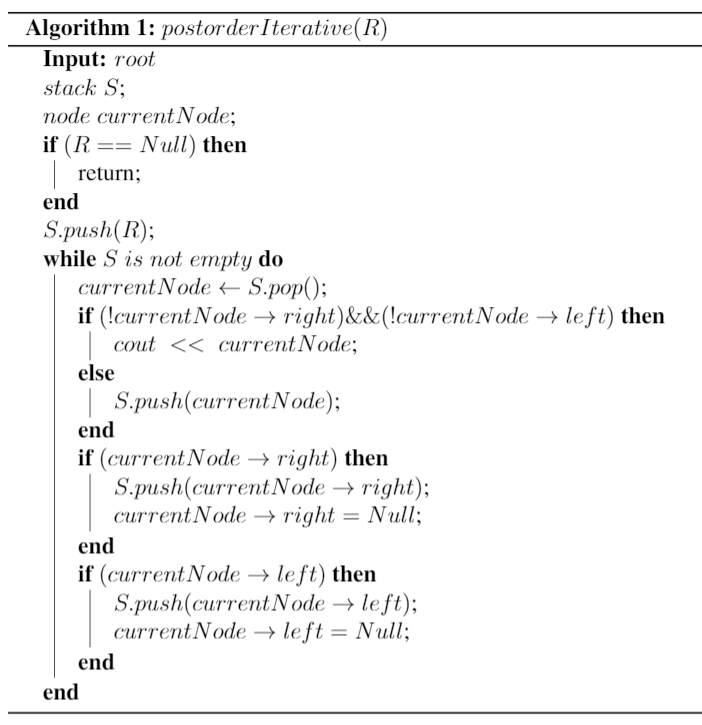 Algorithm 1: postorderIterative(R)
Input: root
stack S;
node currentNode;
if (R == Null) then
return;
end
S.push(R);
while S is not empty do
currentNode ← S.pop();
if (!currentNode → right)&&(!currentNode → left) then
cout << currentNode;
else
S.push(currentNode);
end
if (currentNode → right) then
S.push(currentNode → right);
currentNode → right = Null;
end
if (currentNode → left) then
S.push(currentNode → left);
currentNode → left = Null;
end
end